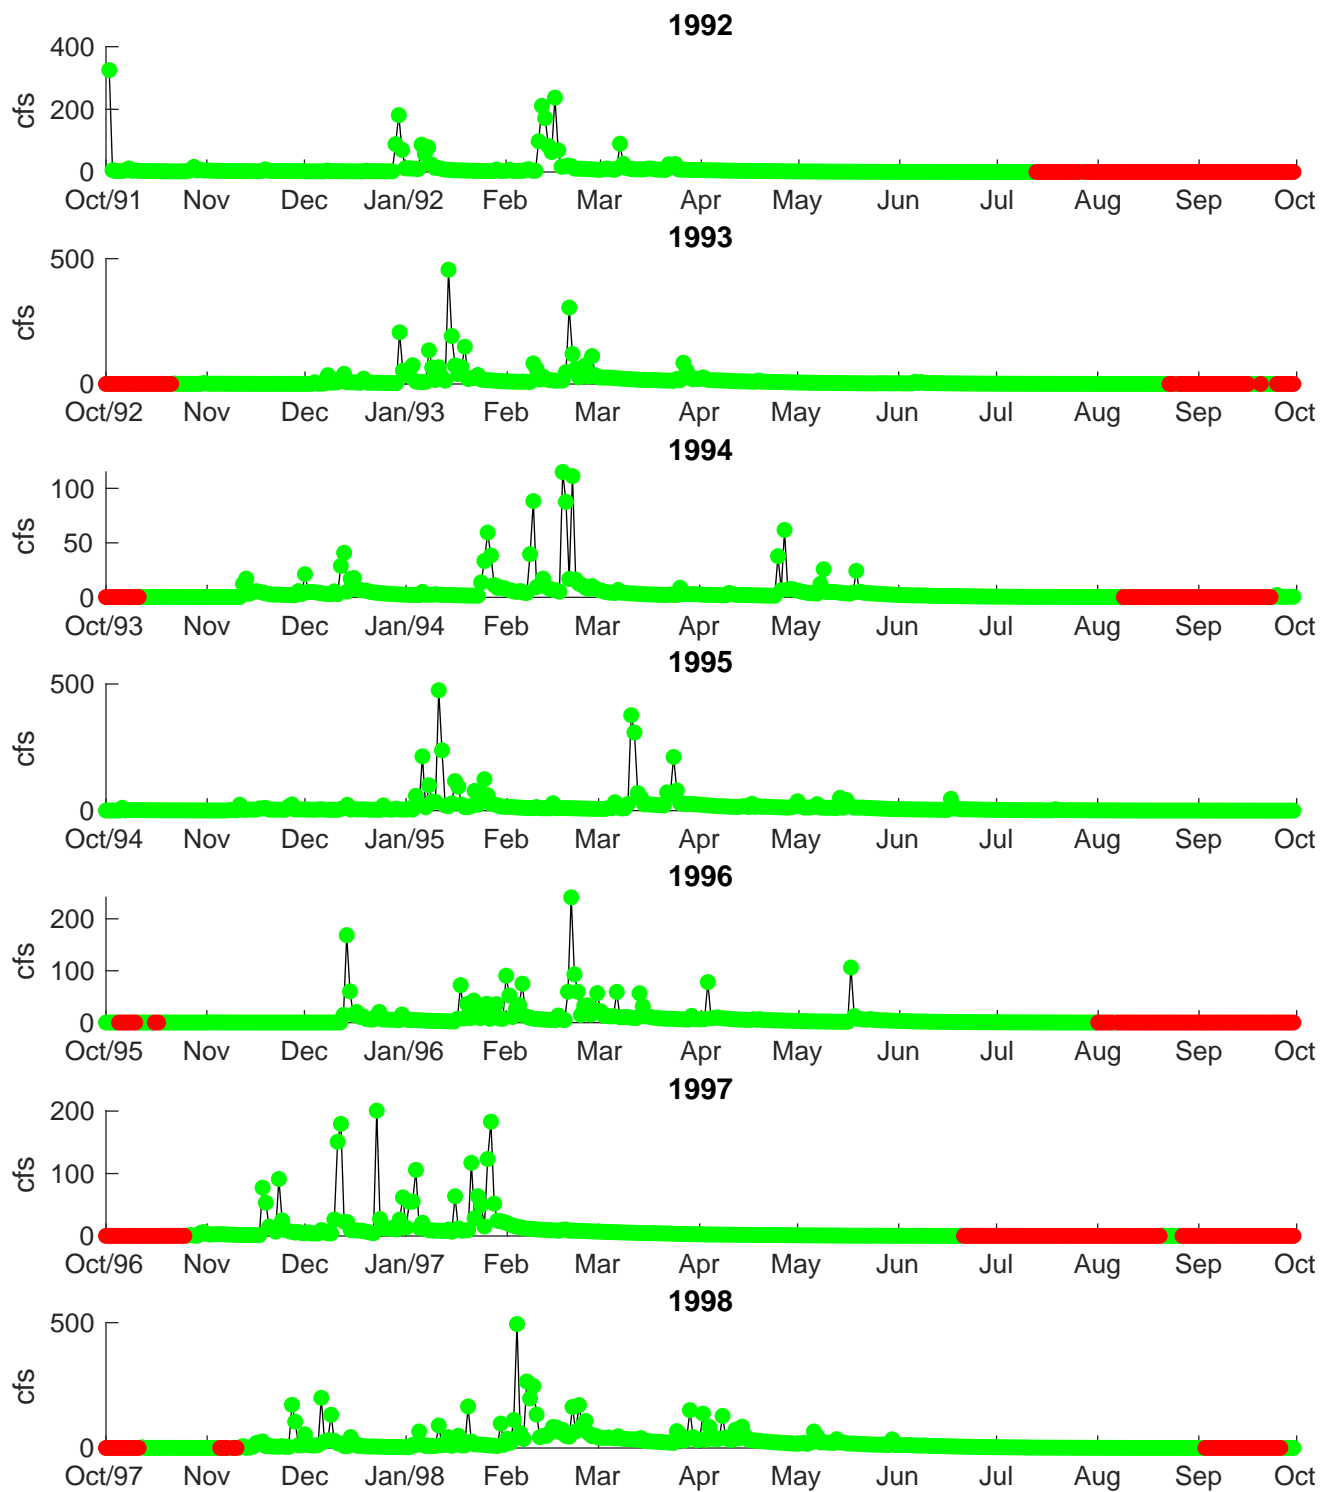 1992
400
200
0
cfs
Oct/91 Nov Dec Jan/92 Feb Mar Apr May Jun Jul Aug Sep Oct
1993
500
0
cfs
Oct/92 Nov Dec Jan/93 Feb Mar Apr May Jun Jul Aug Sep Oct
1994
100
50
0
cfs
Oct/93 Nov Dec Jan/94 Feb Mar Apr May Jun Jul Aug Sep Oct
1995
500
0
cfs
Oct/94 Nov Dec Jan/95 Feb Mar Apr May Jun Jul Aug Sep Oct
1996
200
100
0
cfs
Oct/95 Nov Dec Jan/96 Feb Mar Apr May Jun Jul Aug Sep Oct
1997
200
100
0
cfs
Oct/96 Nov Dec Jan/97 Feb Mar Apr May Jun Jul Aug Sep Oct
1998
500
0
cfs
Oct/97 Nov Dec Jan/98 Feb Mar Apr May Jun Jul Aug Sep Oct